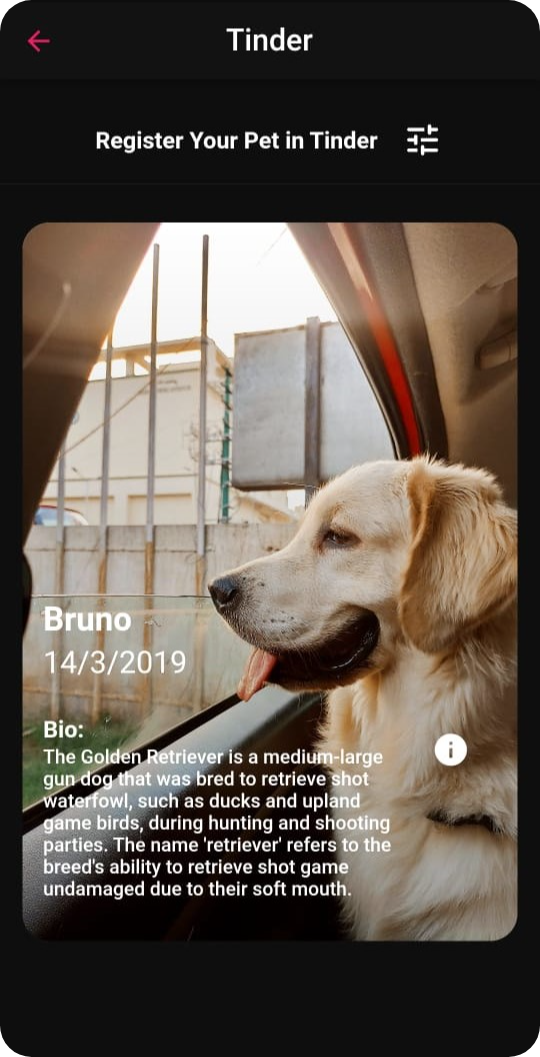 Tinder
Register Your Pet in Tinder
Bruno
14/3/2019
Bio:
The Golden Retriever is a medium-large
gun dog that was bred to retrieve shot
waterfowl, such as ducks and upland
game birds, during hunting and shooting
parties. The name 'retriever' refers to the
breed's ability to retrieve shot game
undamaged due to their soft mouth.